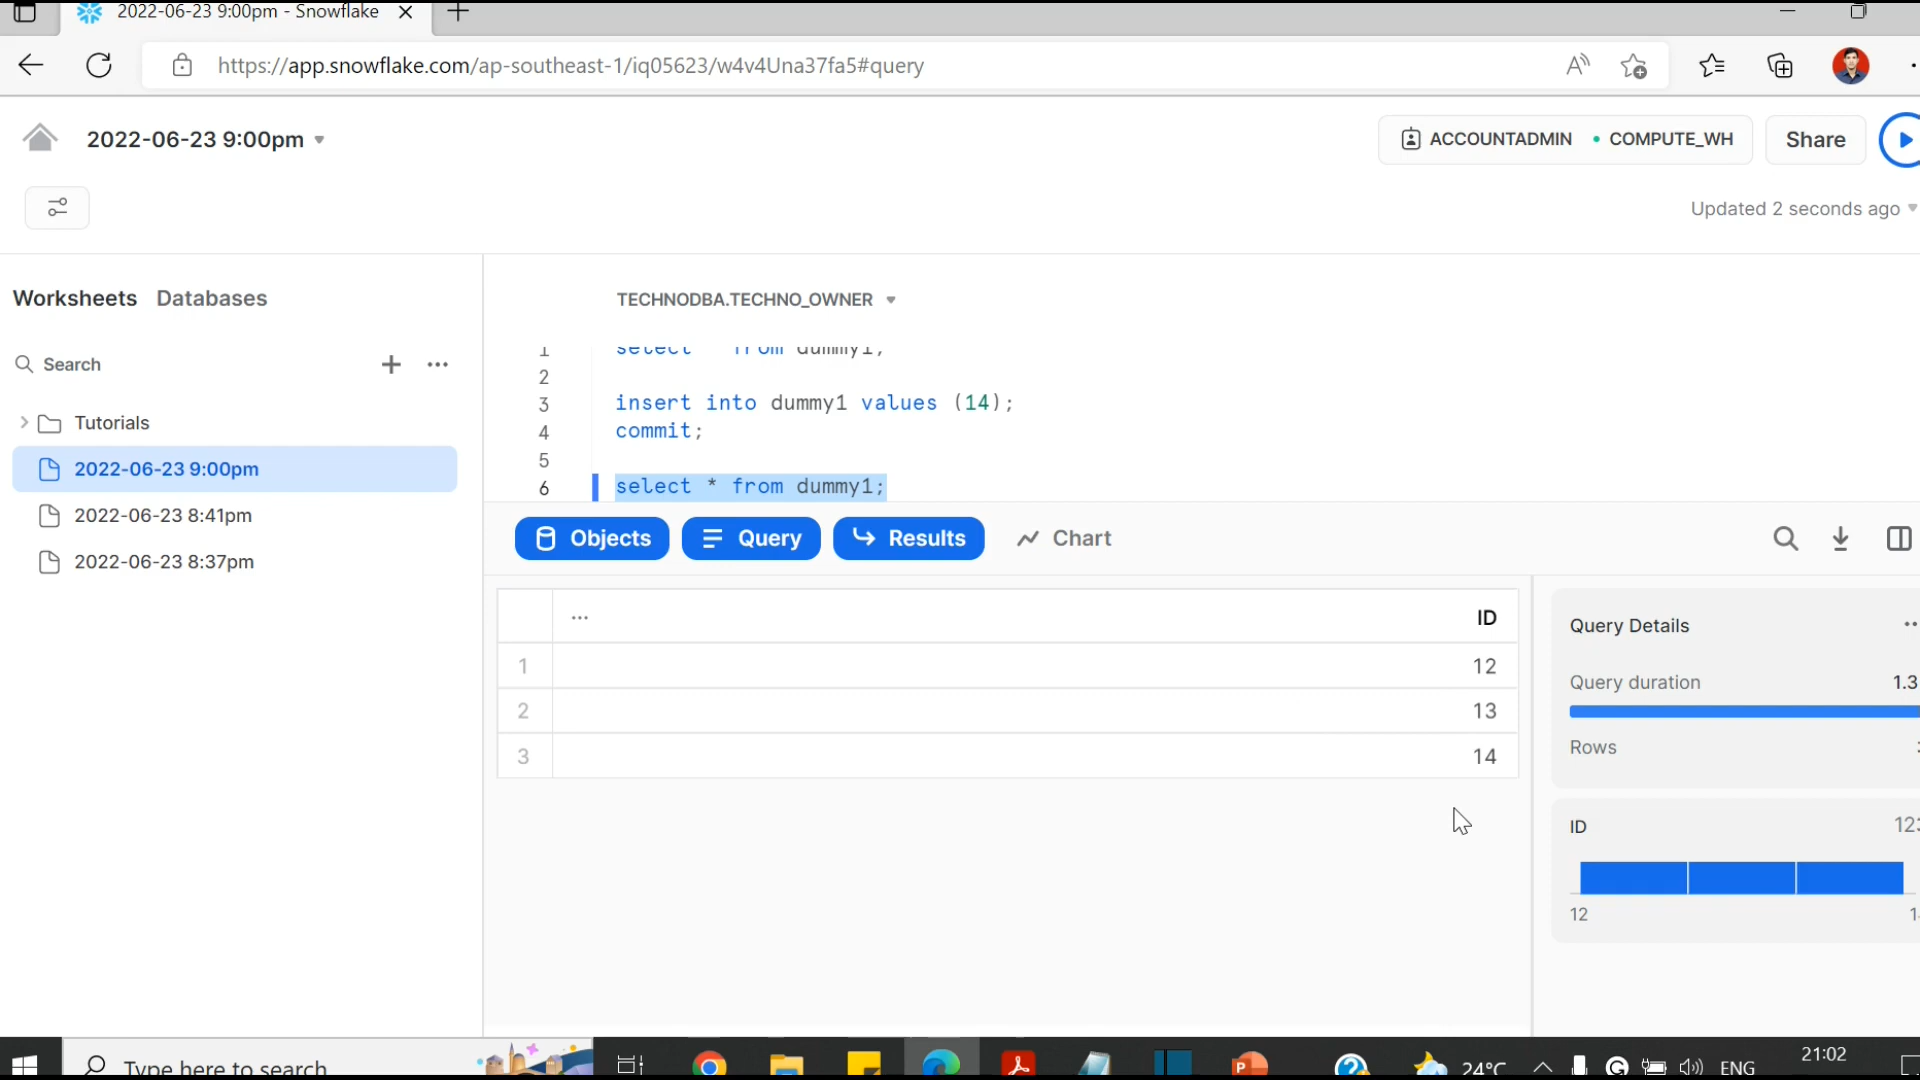 2022-06-23 9:00pm - Snowflake
https://app.snowflake.com/ap-southeast-1/iq05623/w4v4Una37fa5#query
2022-06-23 9:00pm
ACCOUNTADMIN COMPUTE_WH
Share
Updated 2 seconds ago
Worksheets Databases
TECHNODBA.TECHNO_OWNER
Search
Tutorials
2022-06-23 9:00pm
2022-06-23 8:41pm
2022-06-23 8:37pm
1 select from dummy1;
2
3 insert into dummy1 values (14);
4 commit;
5
6 select * from dummy1;
Objects Query Results Chart
... ID
1 12
2 13
3 14
Query Details
Query duration 1.3
Rows
ID
12
Type here to search
24°C
ENG
21:02